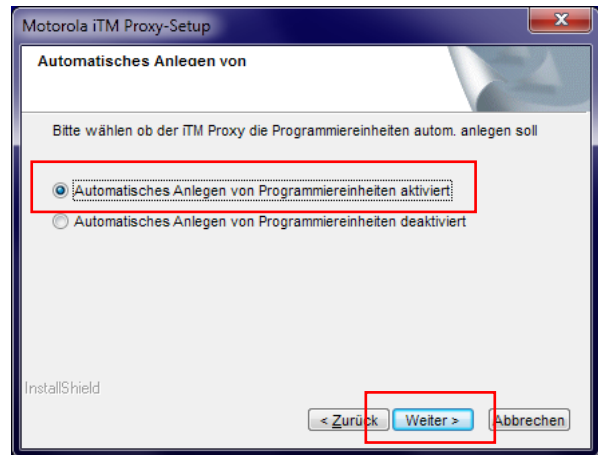 Motorola iTM Proxy-Setup
Automatisches Anlegen von
Bitte wählen ob der iTM Proxy die Programmiereinheiten autom. anlegen soll
Automatisches Anlegen von Programmiereinheiten aktiviert
Automatisches Anlegen von Programmiereinheiten deaktiviert
InstallShield
< Zurück Weiter > Abbrechen